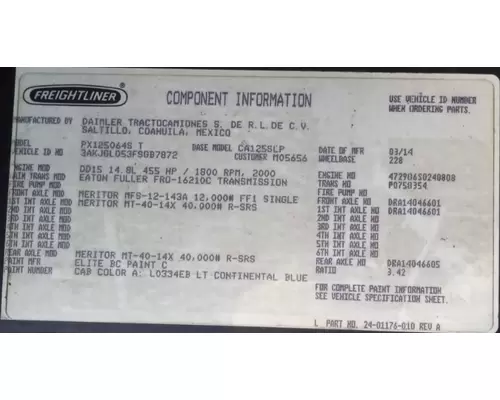 FREIGHTLINER
COMPONENT INFORMATION
USE VEHICLE ID NUMBER
WHEN ORDERING PARTS.
MANUFACTURED BY DAIMLER TRACTOCAMIONES S. DE R.L. DE C.V.
SALTILLO, COAHUILA, MEXICO
MODEL PX125064S T BASE MODEL CA125SLP DATE OF MFR 03/14
VEHICLE ID NO CUSTOMER M05656 WHEELBASE 228
ENGINE MOD DD15 14.8L 455 HP / 1800 RPM, 2000 ENGINE NO
MAIN TRANS MOD EATON FULLER FRO-16210C TRANSMISSION TRANS NO
FIRE PUMP MOD FIRE PUMP NO
1ST INT AXLE MOD MERITOR MFS-12-143A 12,000# FF1 SINGLE FRONT AXLE NO DRA14046601
MERITOR MT-40-14X 40,000# R-SRS 1ST INT AXLE NO DRA14046601
2ND INT AXLE MOD 2ND INT AXLE NO
3RD INT AXLE MOD 3RD INT AXLE NO
4TH INT AXLE MOD 4TH INT AXLE NO
5TH INT AXLE MOD 5TH INT AXLE NO
6TH INT AXLE MOD 6TH INT AXLE NO
REAR AXLE MOD MERITOR MT-40-14X 40,000# R-SRS REAR AXLE NO DRA14046605
PAINT MFR ELITE BC PAINT C RATIO 3.42
PAINT NUMBER CAB COLOR A: L0334EB LT CONTINENTAL BLUE
FOR COMPLETE PAINT INFORMATION
SEE VEHICLE SPECIFICATION SHEET.
PART NO. 24-01176-010 REV A